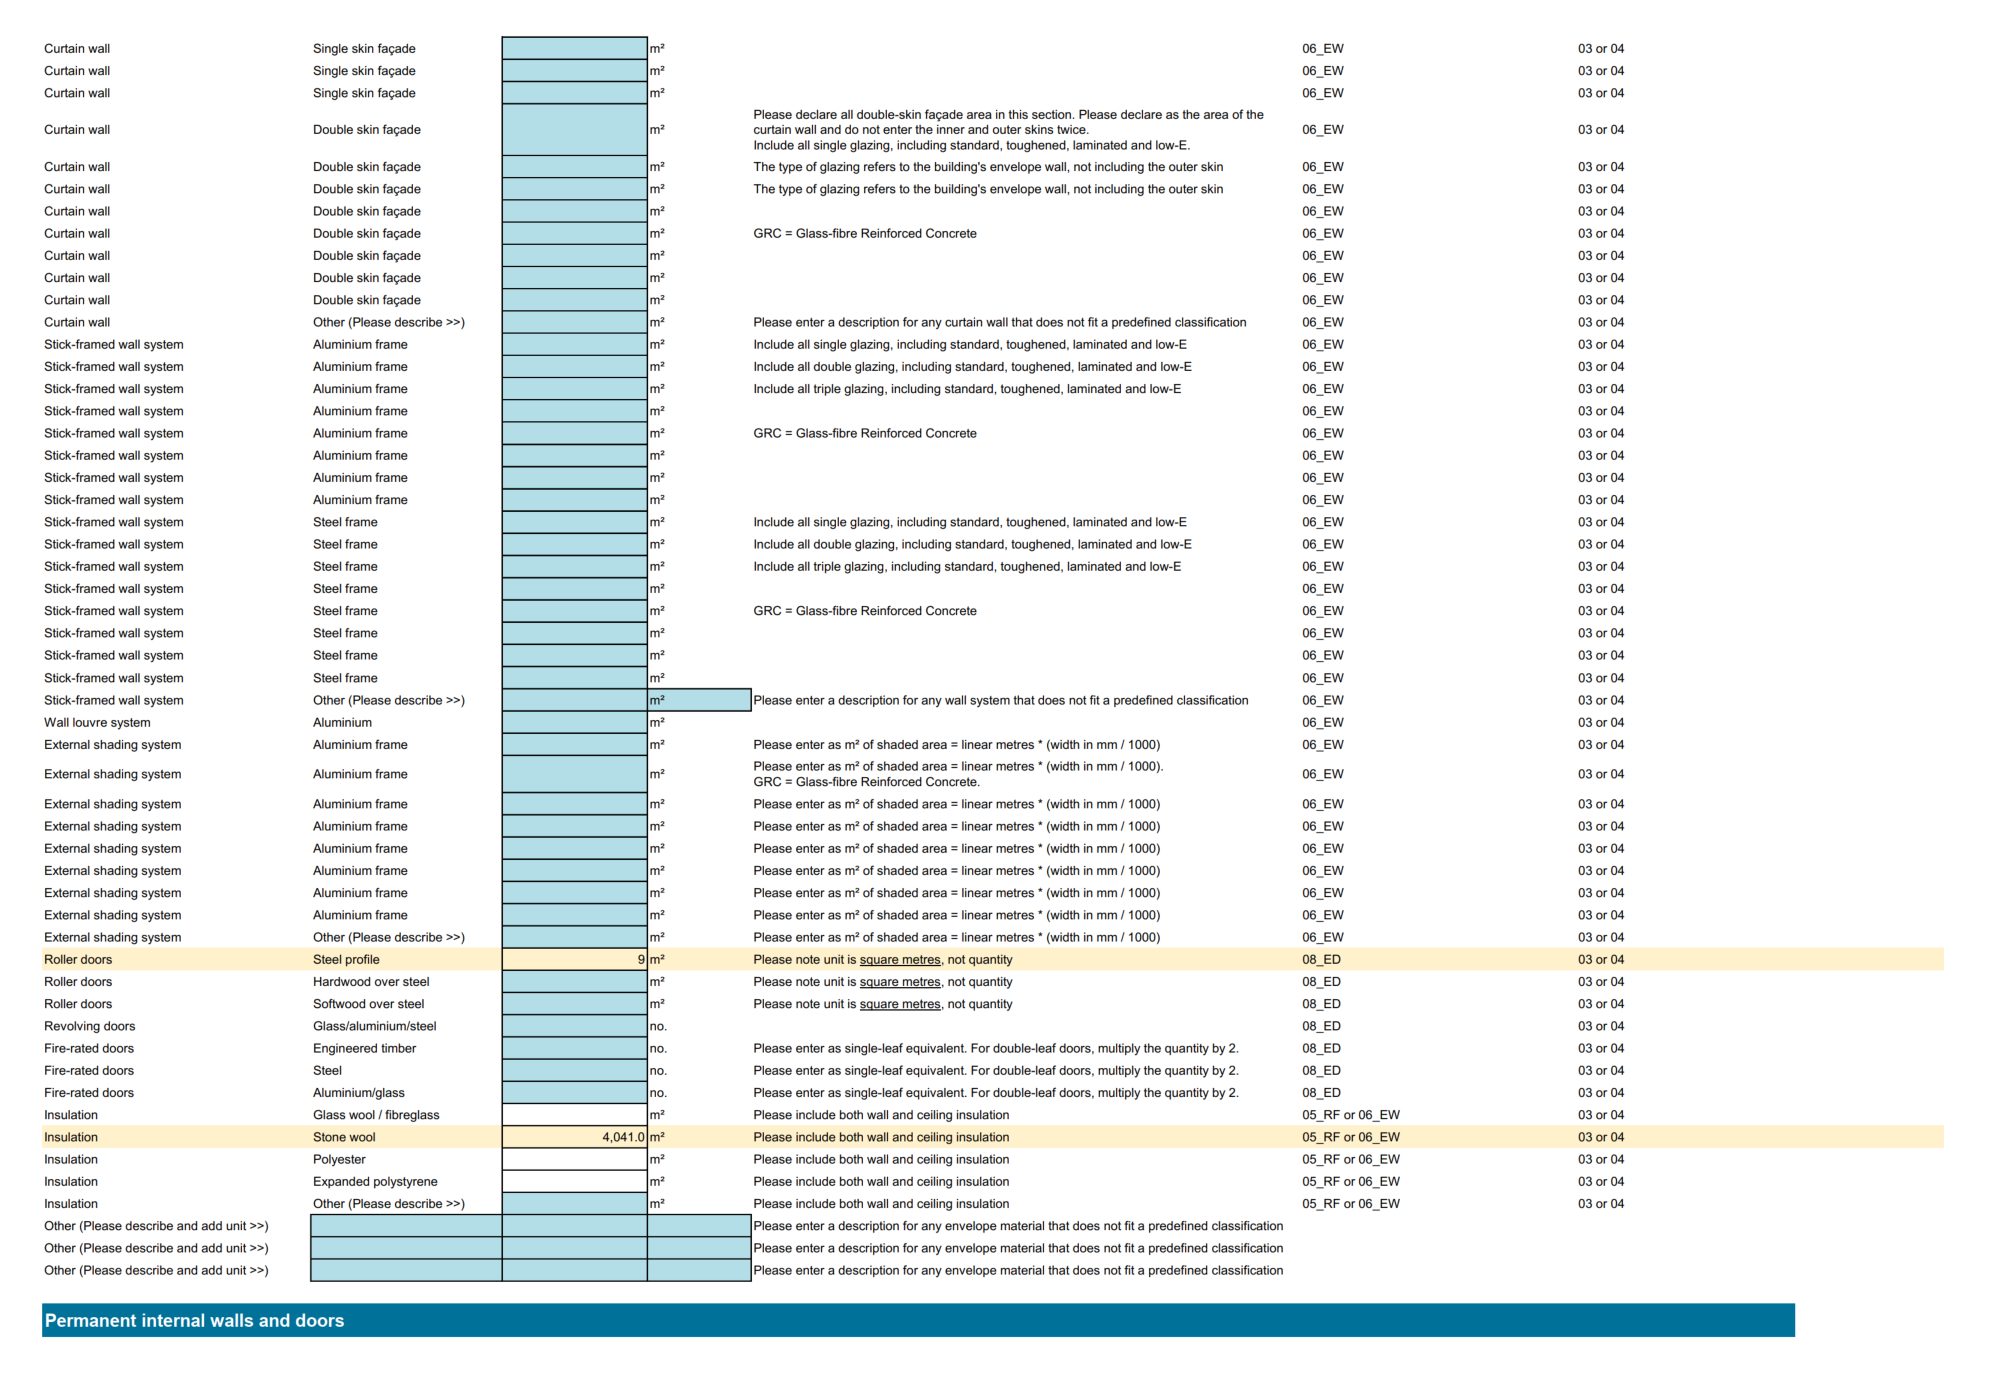 Curtain wall Single skin façade m² 06_EW 03 or 04
Curtain wall Single skin façade m² 06_EW 03 or 04
Curtain wall Single skin façade m² 06_EW 03 or 04
Please declare all double-skin façade area in this section. Please declare as the area of the
Curtain wall Double skin façade m² curtain wall and do not enter the inner and outer skins twice. 06_EW 03 or 04
Include all single glazing, including standard, toughened, laminated and low-E.
Curtain wall Double skin façade m² The type of glazing refers to the building's envelope wall, not including the outer skin 06_EW 03 or 04
Curtain wall Double skin façade m² The type of glazing refers to the building's envelope wall, not including the outer skin 06_EW 03 or 04
Curtain wall Double skin façade m² 06_EW 03 or 04
Curtain wall Double skin façade m² GRC = Glass-fibre Reinforced Concrete 06_EW 03 or 04
Curtain wall Double skin façade m² 06_EW 03 or 04
Curtain wall Double skin façade m² 06_EW 03 or 04
Curtain wall Double skin façade m² 06_EW 03 or 04
Curtain wall Other (Please describe >>) m² Please enter a description for any curtain wall that does not fit a predefined classification 06_EW 03 or 04
Stick-framed wall system Aluminium frame m² Include all single glazing, including standard, toughened, laminated and low-E 06_EW 03 or 04
Stick-framed wall system Aluminium frame m² Include all double glazing, including standard, toughened, laminated and low-E 06_EW 03 or 04
Stick-framed wall system Aluminium frame m² Include all triple glazing, including standard, toughened, laminated and low-E 06_EW 03 or 04
Stick-framed wall system Aluminium frame m² 06_EW 03 or 04
Stick-framed wall system Aluminium frame m² GRC = Glass-fibre Reinforced Concrete 06_EW 03 or 04
Stick-framed wall system Aluminium frame m² 06_EW 03 or 04
Stick-framed wall system Aluminium frame m² 06_EW 03 or 04
Stick-framed wall system Aluminium frame m² 06_EW 03 or 04
Stick-framed wall system Steel frame m² Include all single glazing, including standard, toughened, laminated and low-E 06_EW 03 or 04
Stick-framed wall system Steel frame m² Include all double glazing, including standard, toughened, laminated and low-E 06_EW 03 or 04
Stick-framed wall system Steel frame m² Include all triple glazing, including standard, toughened, laminated and low-E 06_EW 03 or 04
Stick-framed wall system Steel frame m² 06_EW 03 or 04
Stick-framed wall system Steel frame m² GRC = Glass-fibre Reinforced Concrete 06_EW 03 or 04
Stick-framed wall system Steel frame m² 06_EW 03 or 04
Stick-framed wall system Steel frame m² 06_EW 03 or 04
Stick-framed wall system Steel frame m² 06_EW 03 or 04
Stick-framed wall system Other (Please describe >>) m² Please enter a description for any wall system that does not fit a predefined classification 06_EW 03 or 04
Wall louvre system Aluminium m² 06_EW 03 or 04
External shading system Aluminium frame m² Please enter as m² of shaded area = linear metres * (width in mm / 1000) 06_EW 03 or 04
Please enter as m² of shaded area = linear metres * (width in mm / 1000).
External shading system Aluminium frame m² 06_EW 03 or 04
GRC = Glass-fibre Reinforced Concrete.
External shading system Aluminium frame m² Please enter as m² of shaded area = linear metres * (width in mm / 1000) 06_EW 03 or 04
External shading system Aluminium frame m² Please enter as m² of shaded area = linear metres * (width in mm / 1000) 06_EW 03 or 04
External shading system Aluminium frame m² Please enter as m² of shaded area = linear metres * (width in mm / 1000) 06_EW 03 or 04
External shading system Aluminium frame m² Please enter as m² of shaded area = linear metres * (width in mm / 1000) 06_EW 03 or 04
External shading system Aluminium frame m² Please enter as m² of shaded area = linear metres * (width in mm / 1000) 06_EW 03 or 04
External shading system Aluminium frame m² Please enter as m² of shaded area = linear metres * (width in mm / 1000) 06_EW 03 or 04
External shading system Other (Please describe >>) m² Please enter as m² of shaded area = linear metres * (width in mm / 1000) 06_EW 03 or 04
Roller doors Steel profile 9 m² Please note unit is square metres, not quantity 08_ED 03 or 04
Roller doors Hardwood over steel m² Please note unit is square metres, not quantity 08_ED 03 or 04
Roller doors Softwood over steel m² Please note unit is square metres, not quantity 08_ED 03 or 04
Revolving doors Glass/aluminium/steel no. 08_ED 03 or 04
Fire-rated doors Engineered timber no. Please enter as single-leaf equivalent. For double-leaf doors, multiply the quantity by 2. 08_ED 03 or 04
Fire-rated doors Steel no. Please enter as single-leaf equivalent. For double-leaf doors, multiply the quantity by 2. 08_ED 03 or 04
Fire-rated doors Aluminium/glass no. Please enter as single-leaf equivalent. For double-leaf doors, multiply the quantity by 2. 08_ED 03 or 04
Insulation Glass wool / fibreglass m² Please include both wall and ceiling insulation 05_RF or 06_EW 03 or 04
Insulation Stone wool 4,041.0 m² Please include both wall and ceiling insulation 05_RF or 06_EW 03 or 04
Insulation Polyester m² Please include both wall and ceiling insulation 05_RF or 06_EW 03 or 04
Insulation Expanded polystyrene m² Please include both wall and ceiling insulation 05_RF or 06_EW 03 or 04
Insulation Other (Please describe >>) m² Please include both wall and ceiling insulation 05_RF or 06_EW 03 or 04
Other (Please describe and add unit >>) Please enter a description for any envelope material that does not fit a predefined classification
Other (Please describe and add unit >>) Please enter a description for any envelope material that does not fit a predefined classification
Other (Please describe and add unit >>) Please enter a description for any envelope material that does not fit a predefined classification
Permanent internal walls and doors